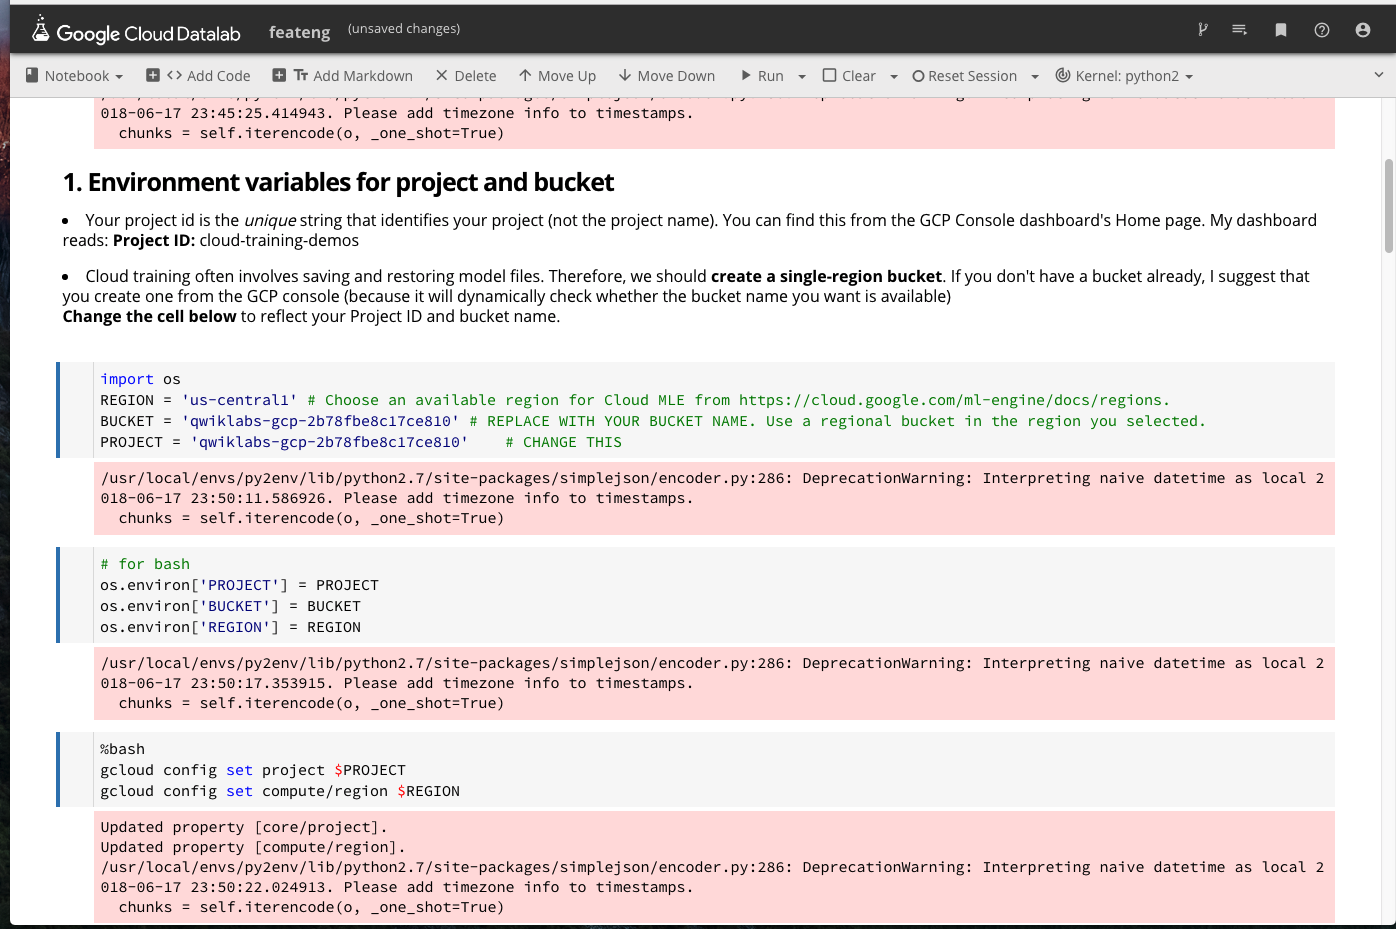 Google Cloud Datalab feateng (unsaved changes)
Notebook <> Add Code Tт Add Markdown Delete Move Up Move Down Run Clear Reset Session Kernel: python2
018-06-17 23:45:25.414943. Please add timezone info to timestamps.
chunks = self.iterencode(o, _one_shot=True)
1. Environment variables for project and bucket
• Your project id is the unique string that identifies your project (not the project name). You can find this from the GCP Console dashboard's Home page. My dashboard
reads: Project ID: cloud-training-demos
• Cloud training often involves saving and restoring model files. Therefore, we should create a single-region bucket. If you don't have a bucket already, I suggest that
you create one from the GCP console (because it will dynamically check whether the bucket name you want is available)
Change the cell below to reflect your Project ID and bucket name.
import os
REGION = 'us-central1' # Choose an available region for Cloud MLE from https://cloud.google.com/ml-engine/docs/regions.
BUCKET = 'qwiklabs-gcp-2b78fbe8c17ce810' # REPLACE WITH YOUR BUCKET NAME. Use a regional bucket in the region you selected.
PROJECT = 'qwiklabs-gcp-2b78fbe8c17ce810' # CHANGE THIS
/usr/local/envs/py2env/lib/python2.7/site-packages/simplejson/encoder.py:286: DeprecationWarning: Interpreting naive datetime as local 2
018-06-17 23:50:11.586926. Please add timezone info to timestamps.
chunks = self.iterencode(o, _one_shot=True)
# for bash
os.environ['PROJECT'] = PROJECT
os.environ['BUCKET'] = BUCKET
os.environ['REGION'] = REGION
/usr/local/envs/py2env/lib/python2.7/site-packages/simplejson/encoder.py:286: DeprecationWarning: Interpreting naive datetime as local 2
018-06-17 23:50:17.353915. Please add timezone info to timestamps.
chunks = self.iterencode(o, _one_shot=True)
%bash
gcloud config set project $PROJECT
gcloud config set compute/region $REGION
Updated property [core/project].
Updated property [compute/region].
/usr/local/envs/py2env/lib/python2.7/site-packages/simplejson/encoder.py:286: DeprecationWarning: Interpreting naive datetime as local 2
018-06-17 23:50:22.024913. Please add timezone info to timestamps.
chunks = self.iterencode(o, _one_shot=True)